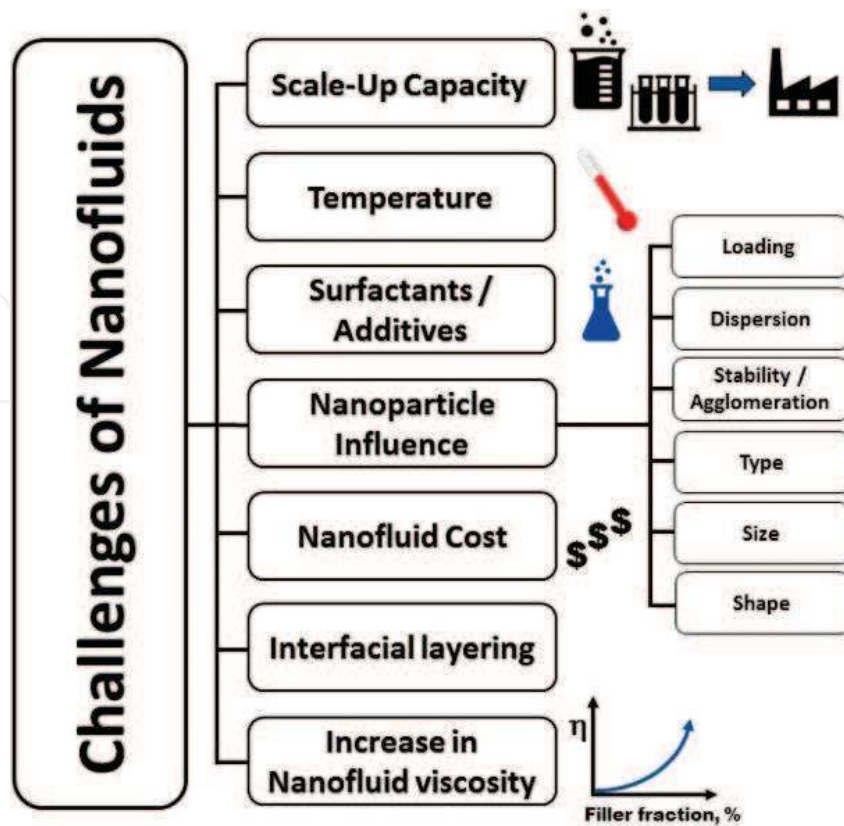 Challenges of Nanofluids
Scale-Up Capacity
Temperature
Surfactants /
Additives
Nanoparticle
Influence
Nanofluid Cost
$$$
Interfacial layering
Increase in
Nanofluid viscosity
Loading
Dispersion
Stability /
Agglomeration
Type
Size
Shape
η
Filler fraction, %